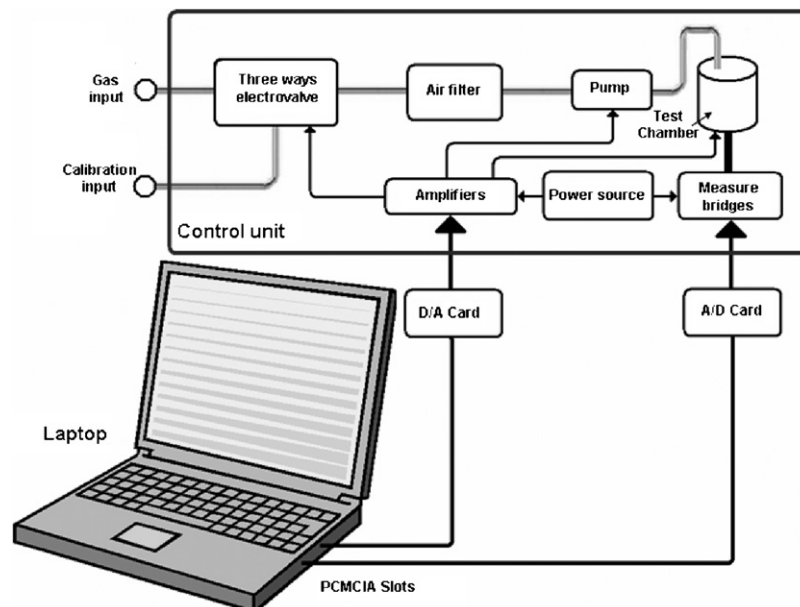 Gas
input
Three ways
electrovalve
Air filter
Pump
Test
Chamber
Calibration
input
Amplifiers
Power source
Measure
bridges
Control unit
D/A Card
A/D Card
Laptop
PCMCIA Slots